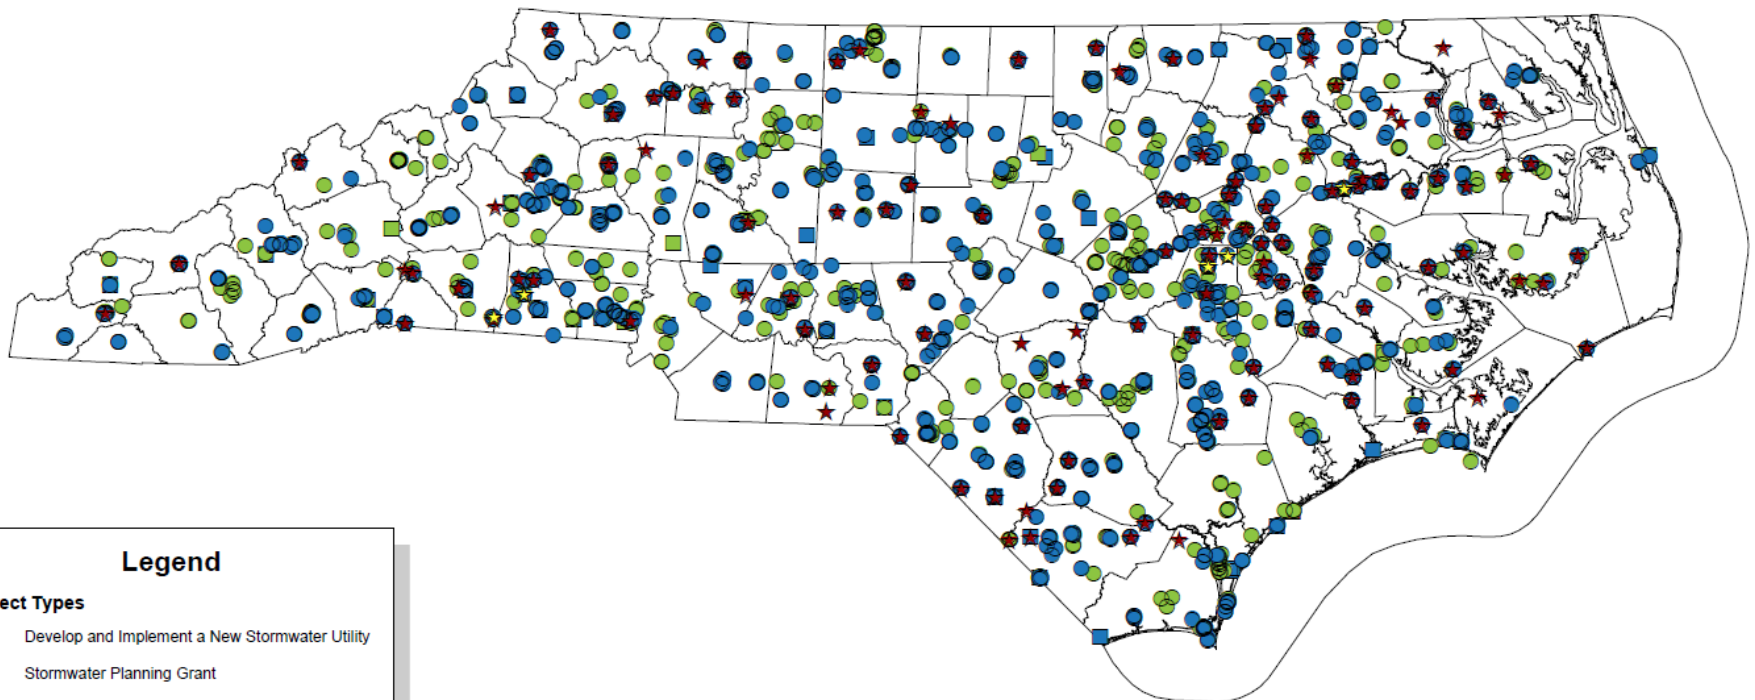 Legend
ect Types
Develop and Implement a New Stormwater Utility
Stormwater Planning Grant